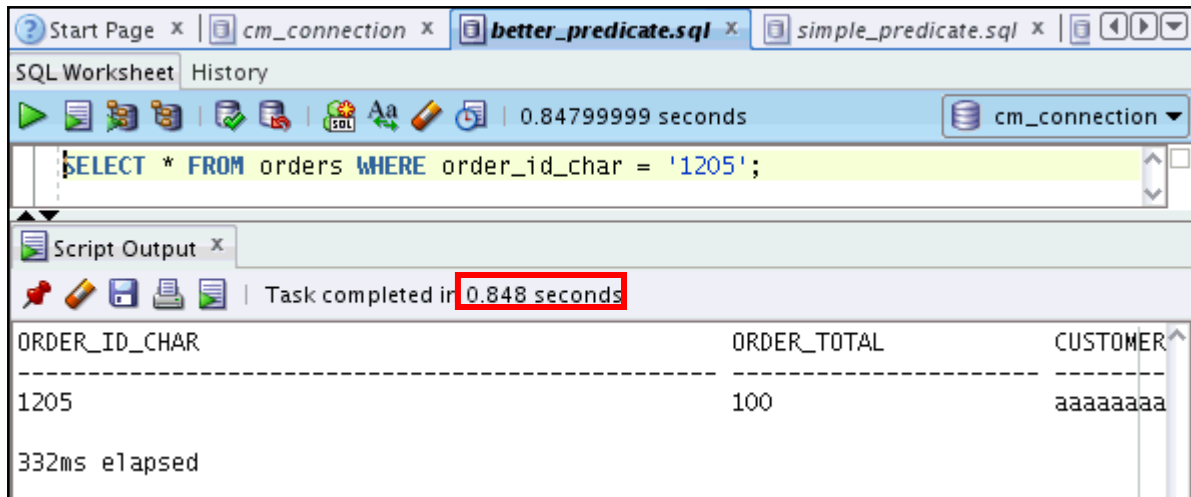 Start Page cm_connection better_predicate.sql simple_predicate.sql
SQL Worksheet History
0.84799999 seconds cm_connection
SELECT * FROM orders WHERE order_id_char = '1205';
Script Output
Task completed in 0.848 seconds
ORDER_ID_CHAR ORDER_TOTAL CUSTOMER
-------------------------------------------------- ---------------------- --------
1205 100 aaaaaaaa
332ms elapsed